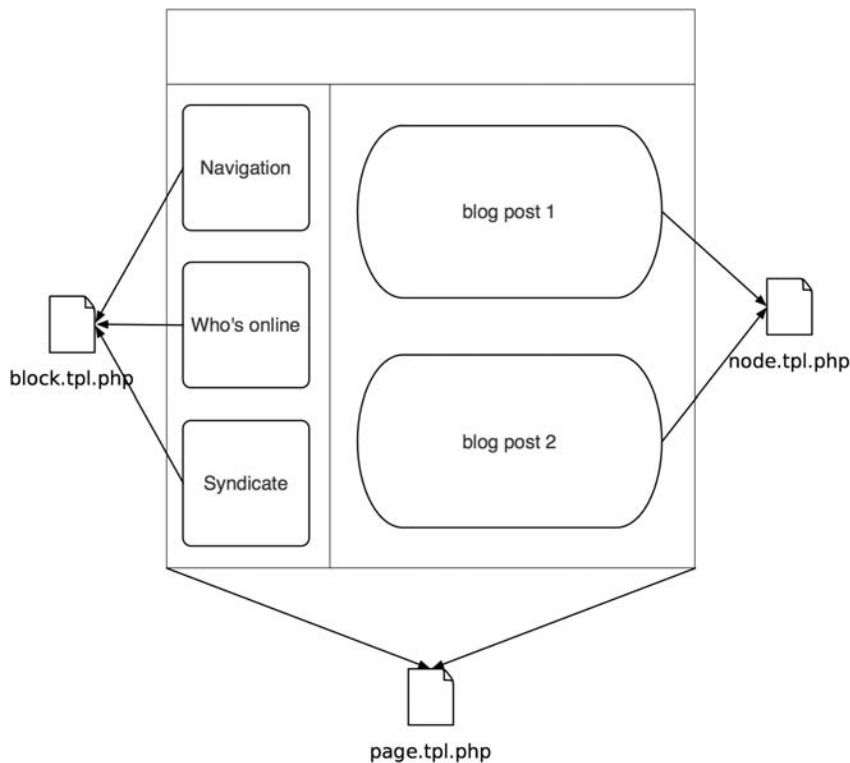 Navigation
blog post 1
Who's online
block.tpl.php
node.tpl.php
blog post 2
Syndicate
page.tpl.php